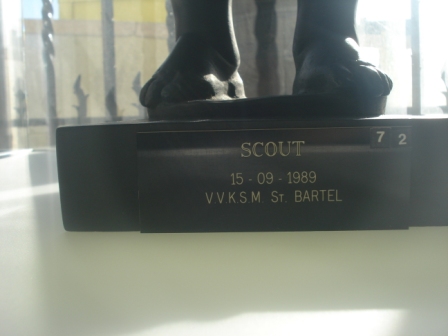 SCOUT
7 2
15-09-1989
V.V.K.S.M. ST. BARTEL